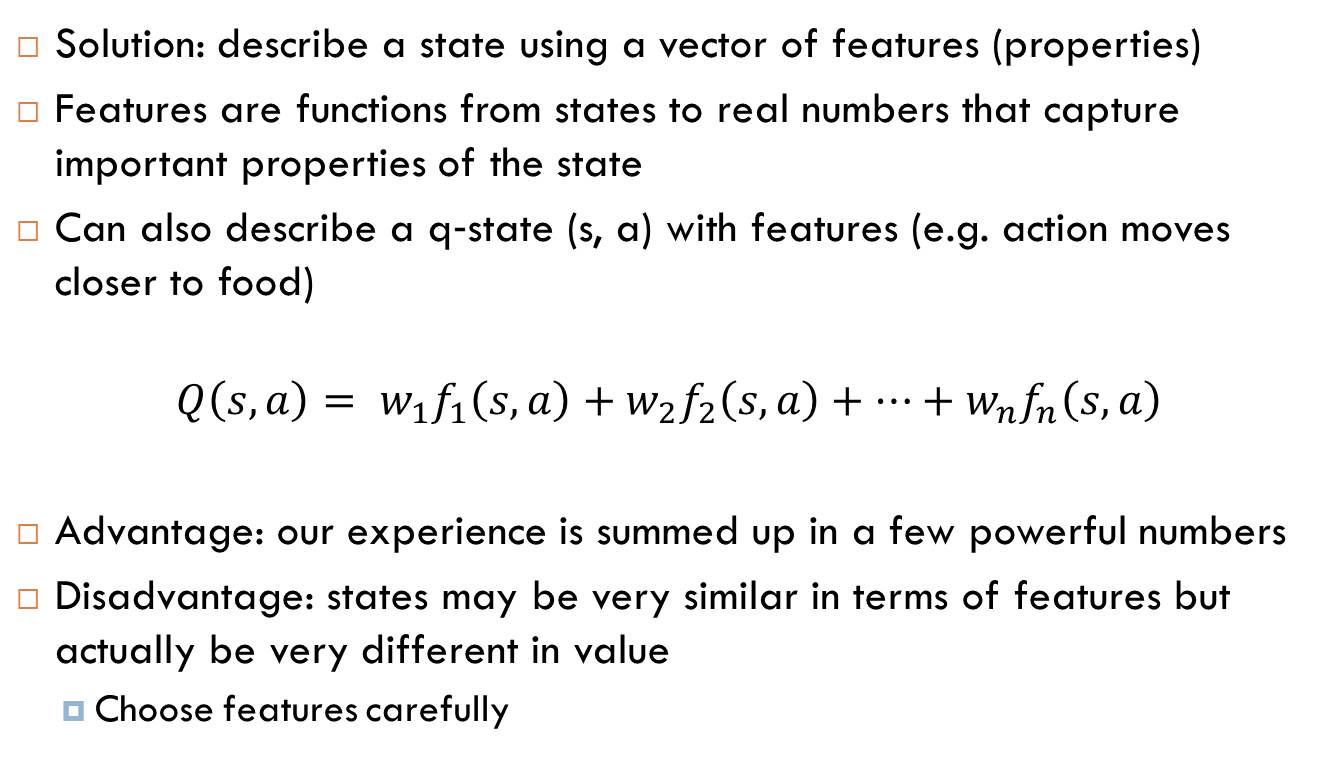 Solution: describe a state using a vector of features (properties)
Features are functions from states to real numbers that capture
important properties of the state
Can also describe a q-state (s, a) with features (e.g. action moves
closer to food)
Q(s, a) = w₁f₁(s, a) + w₂f₂(s, a) + ⋯ + wₙfₙ(s, a)
Advantage: our experience is summed up in a few powerful numbers
Disadvantage: states may be very similar in terms of features but
actually be very different in value
Choose features carefully